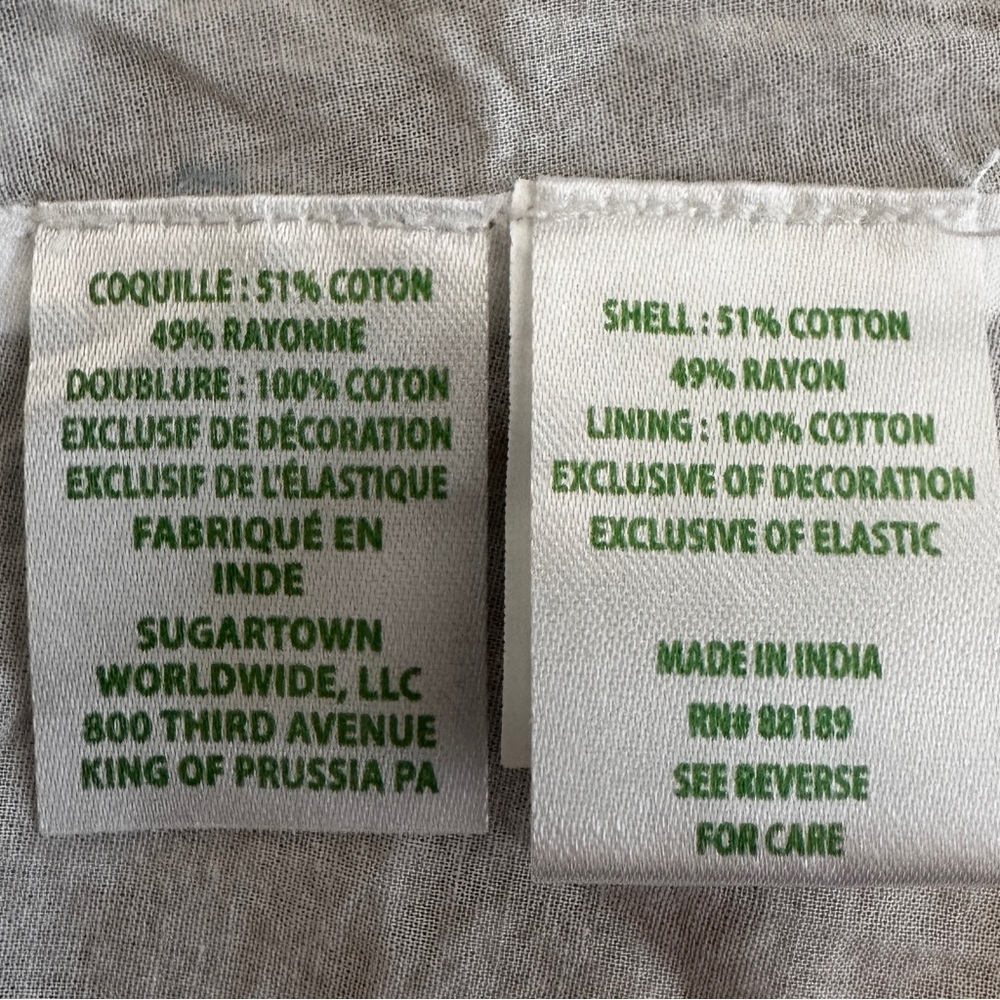 COQUILLE : 51% COTON
49% RAYONNE
DOUBLURE : 100% COTON
EXCLUSIF DE DÉCORATION
EXCLUSIF DE L'ÉLASTIQUE
FABRIQUÉ EN
INDE
SUGARTOWN
WORLDWIDE, LLC
800 THIRD AVENUE
KING OF PRUSSIA PA
SHELL : 51% COTTON
49% RAYON
LINING : 100% COTTON
EXCLUSIVE OF DECORATION
EXCLUSIVE OF ELASTIC
MADE IN INDIA
RN# 88189
SEE REVERSE
FOR CARE